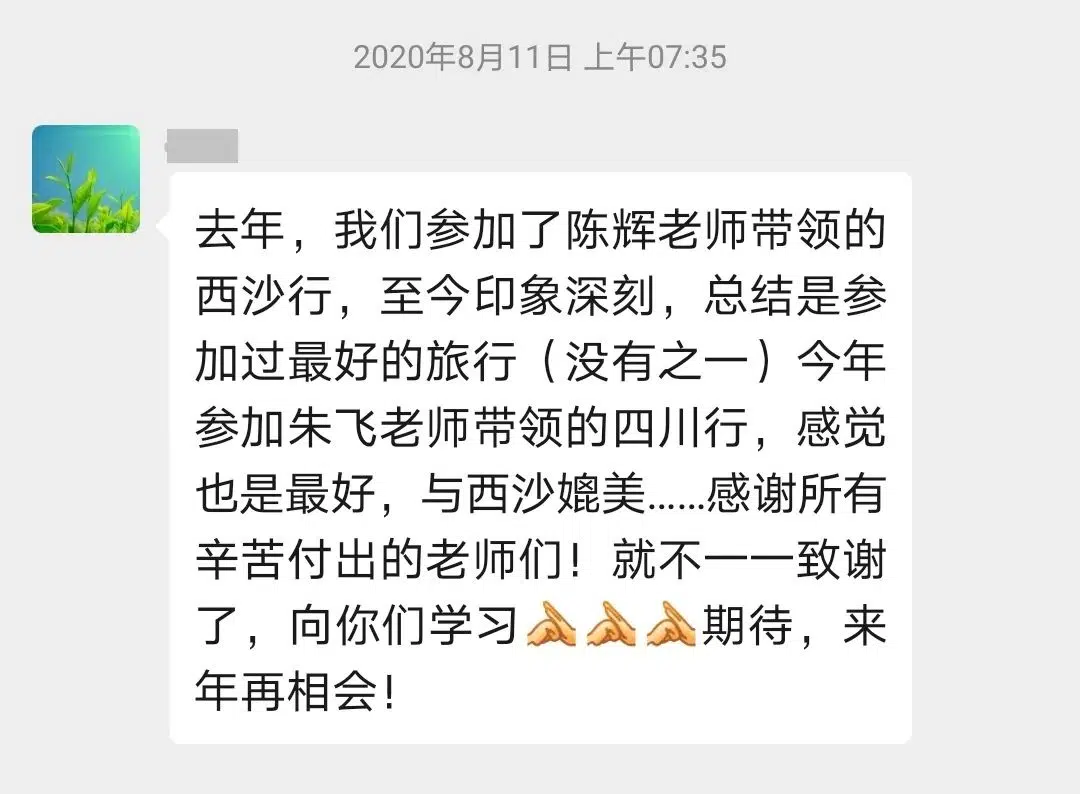 2020年8月11日 上午07:35
去年，我们参加了陈辉老师带领的
西沙行，至今印象深刻，总结是参
加过最好的旅行（没有之一）今年
参加朱飞老师带领的四川行，感觉
也是最好，与西沙媲美……感谢所有
辛苦付出的老师们！就不一一致谢
了，向你们学习👏👏👏期待，来
年再相会！